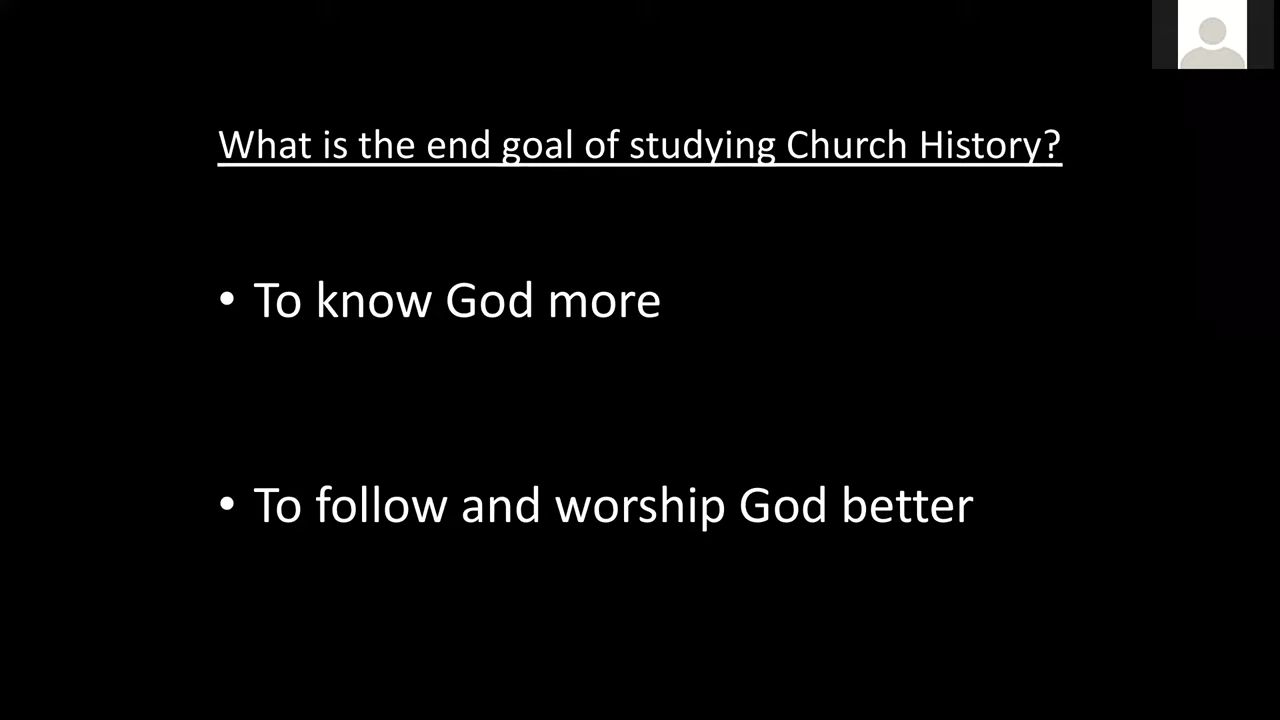 What is the end goal of studying Church History?
• To know God more
• To follow and worship God better